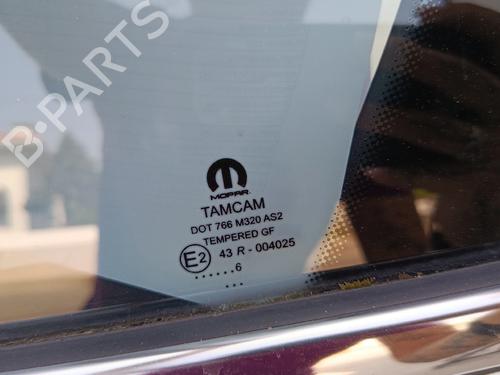 B-PARTS
MOPAR
TAMCAM
DOT 766 M320 AS2
TEMPERED GF
E2 43 R - 004025
......6
...